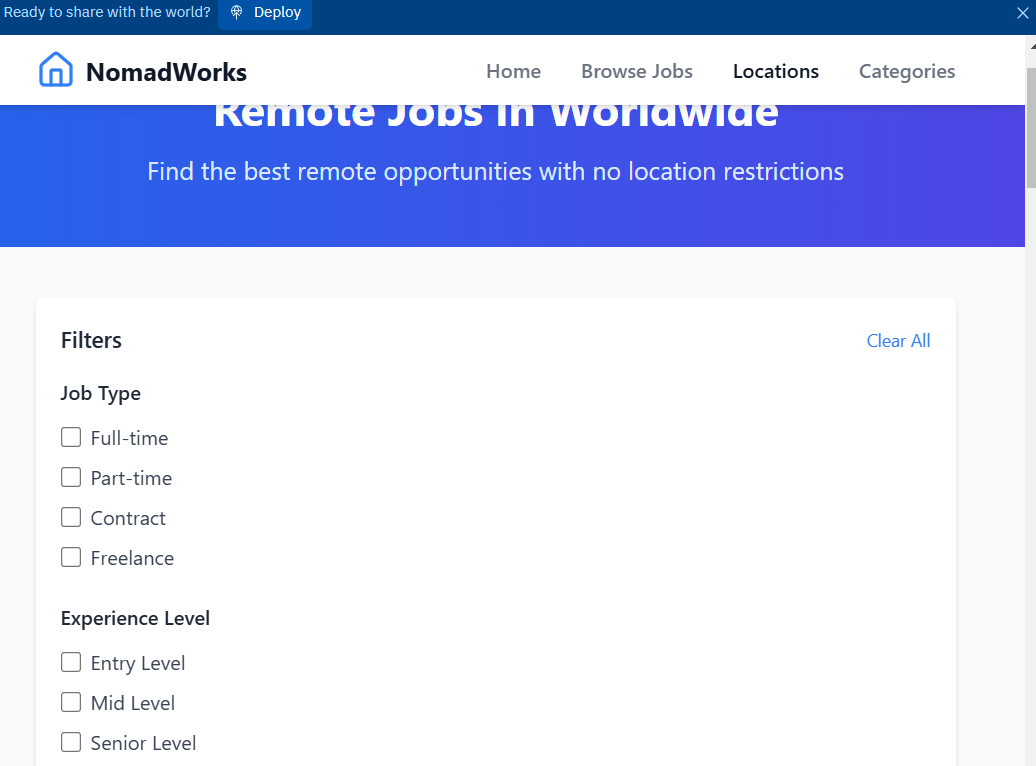 Ready to share with the world? Deploy
NomadWorks Home Browse Jobs Locations Categories
Remote Jobs in Worldwide
Find the best remote opportunities with no location restrictions
Filters Clear All
Job Type
Full-time
Part-time
Contract
Freelance
Experience Level
Entry Level
Mid Level
Senior Level